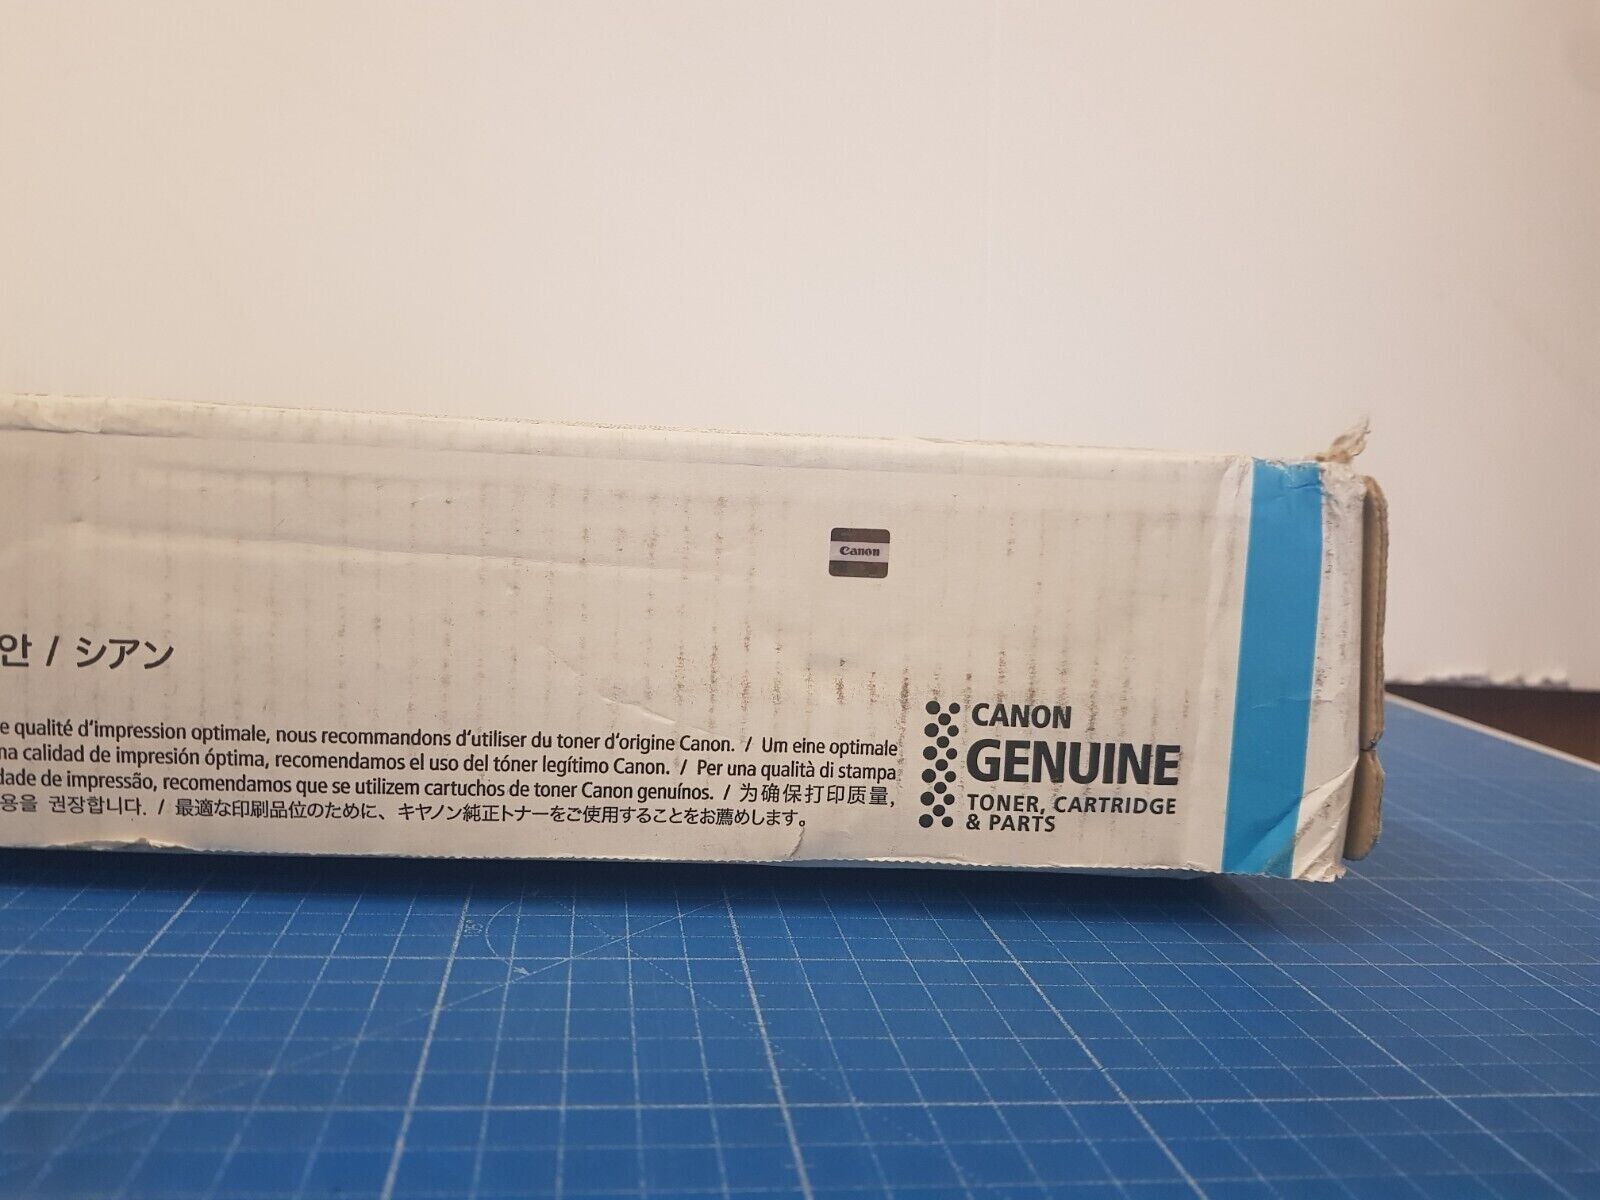 Canon
안 / シアン
e qualité d'impression optimale, nous recommandons d'utiliser du toner d'origine Canon. / Um eine optimale
na calidad de impresión óptima, recomendamos el uso del tóner legítimo Canon. / Per una qualità di stampa
dade de impressão, recomendamos que se utilizem cartuchos de toner Canon genuínos. / 为确保打印质量,
용을 권장합니다. / 最適な印刷品位のために、キヤノン純正トナーをご使用することをお薦めします。
CANON
GENUINE
TONER, CARTRIDGE
& PARTS